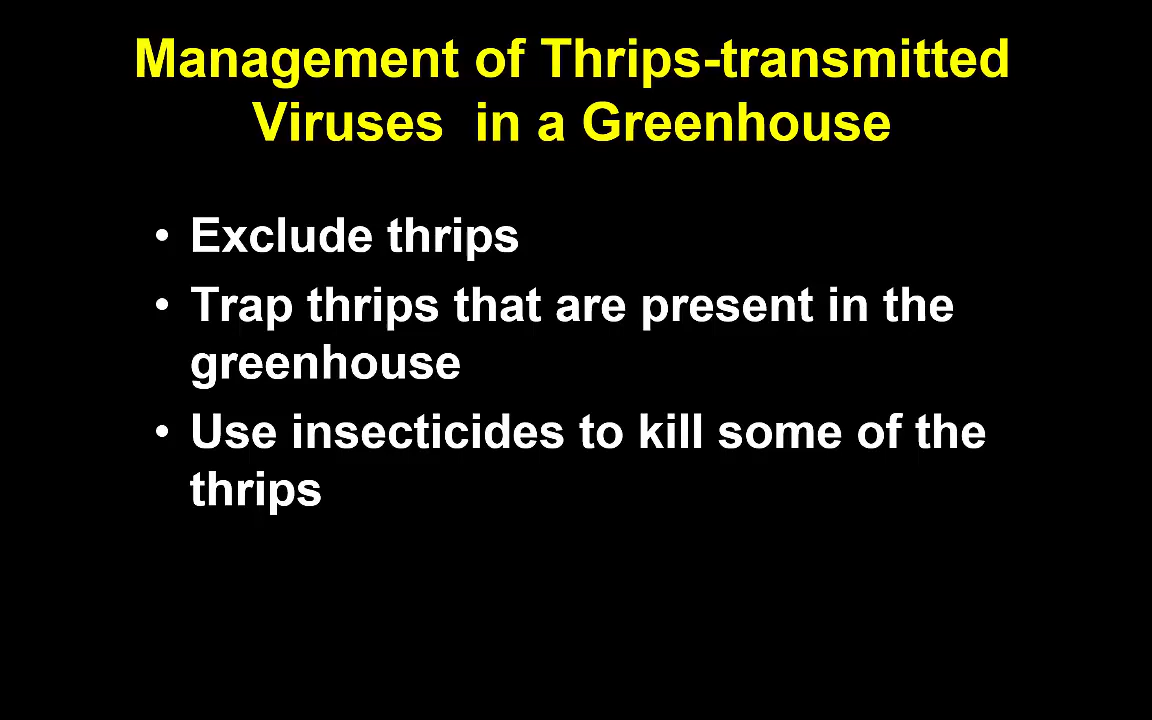 Management of Thrips-transmitted
Viruses  in a Greenhouse
• Exclude thrips
• Trap thrips that are present in the
greenhouse
• Use insecticides to kill some of the
thrips